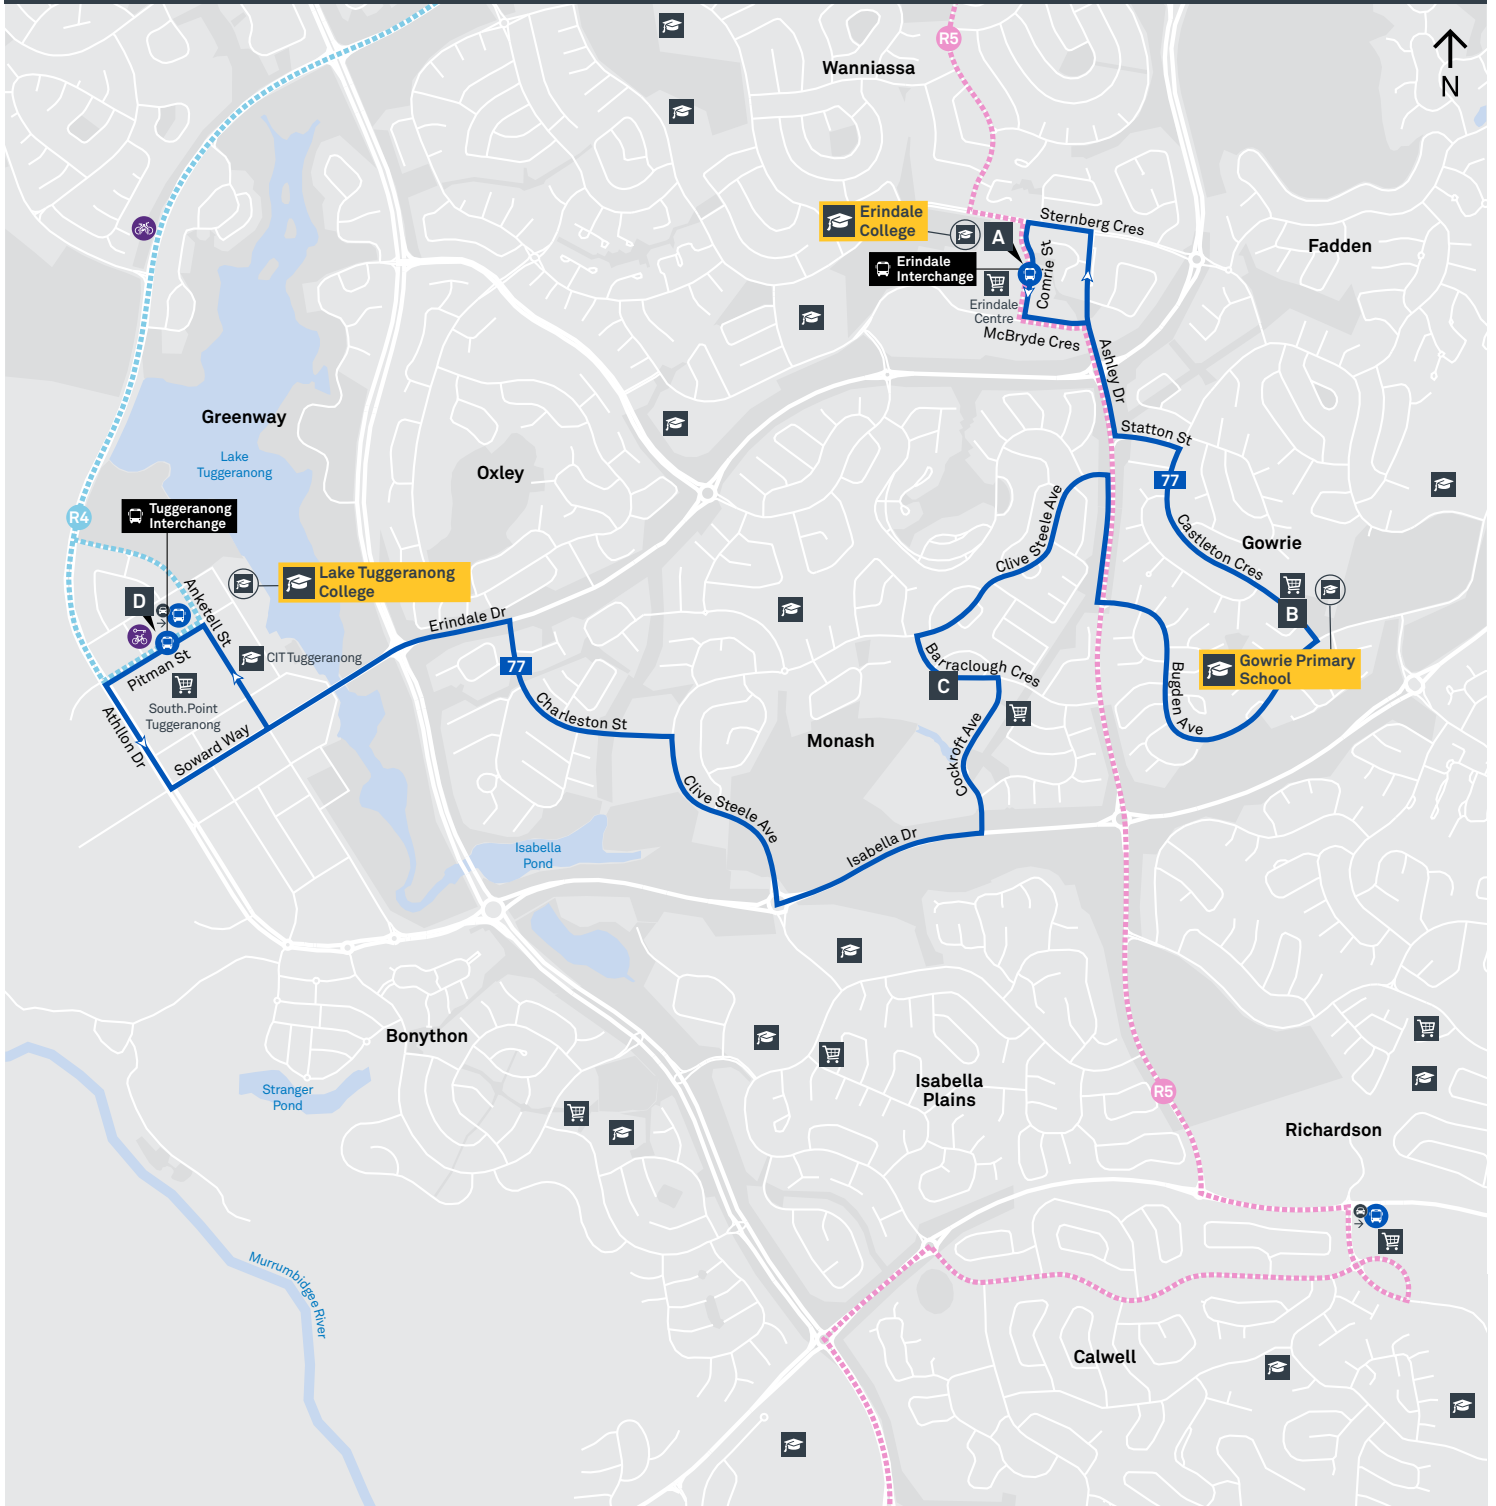 R5
Wanniassa
N
Erindale
College
A
Sternberg Cres
Fadden
Erindale
Interchange
Comrie St
Erindale
Centre
McBryde Cres
Ashley Dr
Greenway
Statton St
Lake
Tuggeranong
Oxley
77
Tuggeranong
Interchange
R4
Clive Steele Ave
Castleton Cres
Gowrie
Lake Tuggeranong
College
D
Anketell St
B
Erindale Dr
CIT Tuggeranong
Pitman St
77
Barraclough Cres
C
Gowrie Primary
School
Bugden Ave
South.Point
Tuggeranong
Athllon Dr
Soward Way
Charleston St
Monash
Cockroft Ave
Clive Steele Ave
Isabella Dr
Isabella
Pond
Bonython
Stranger
Pond
Isabella
Plains
R5
Richardson
Murrumbidgee River
Calwell